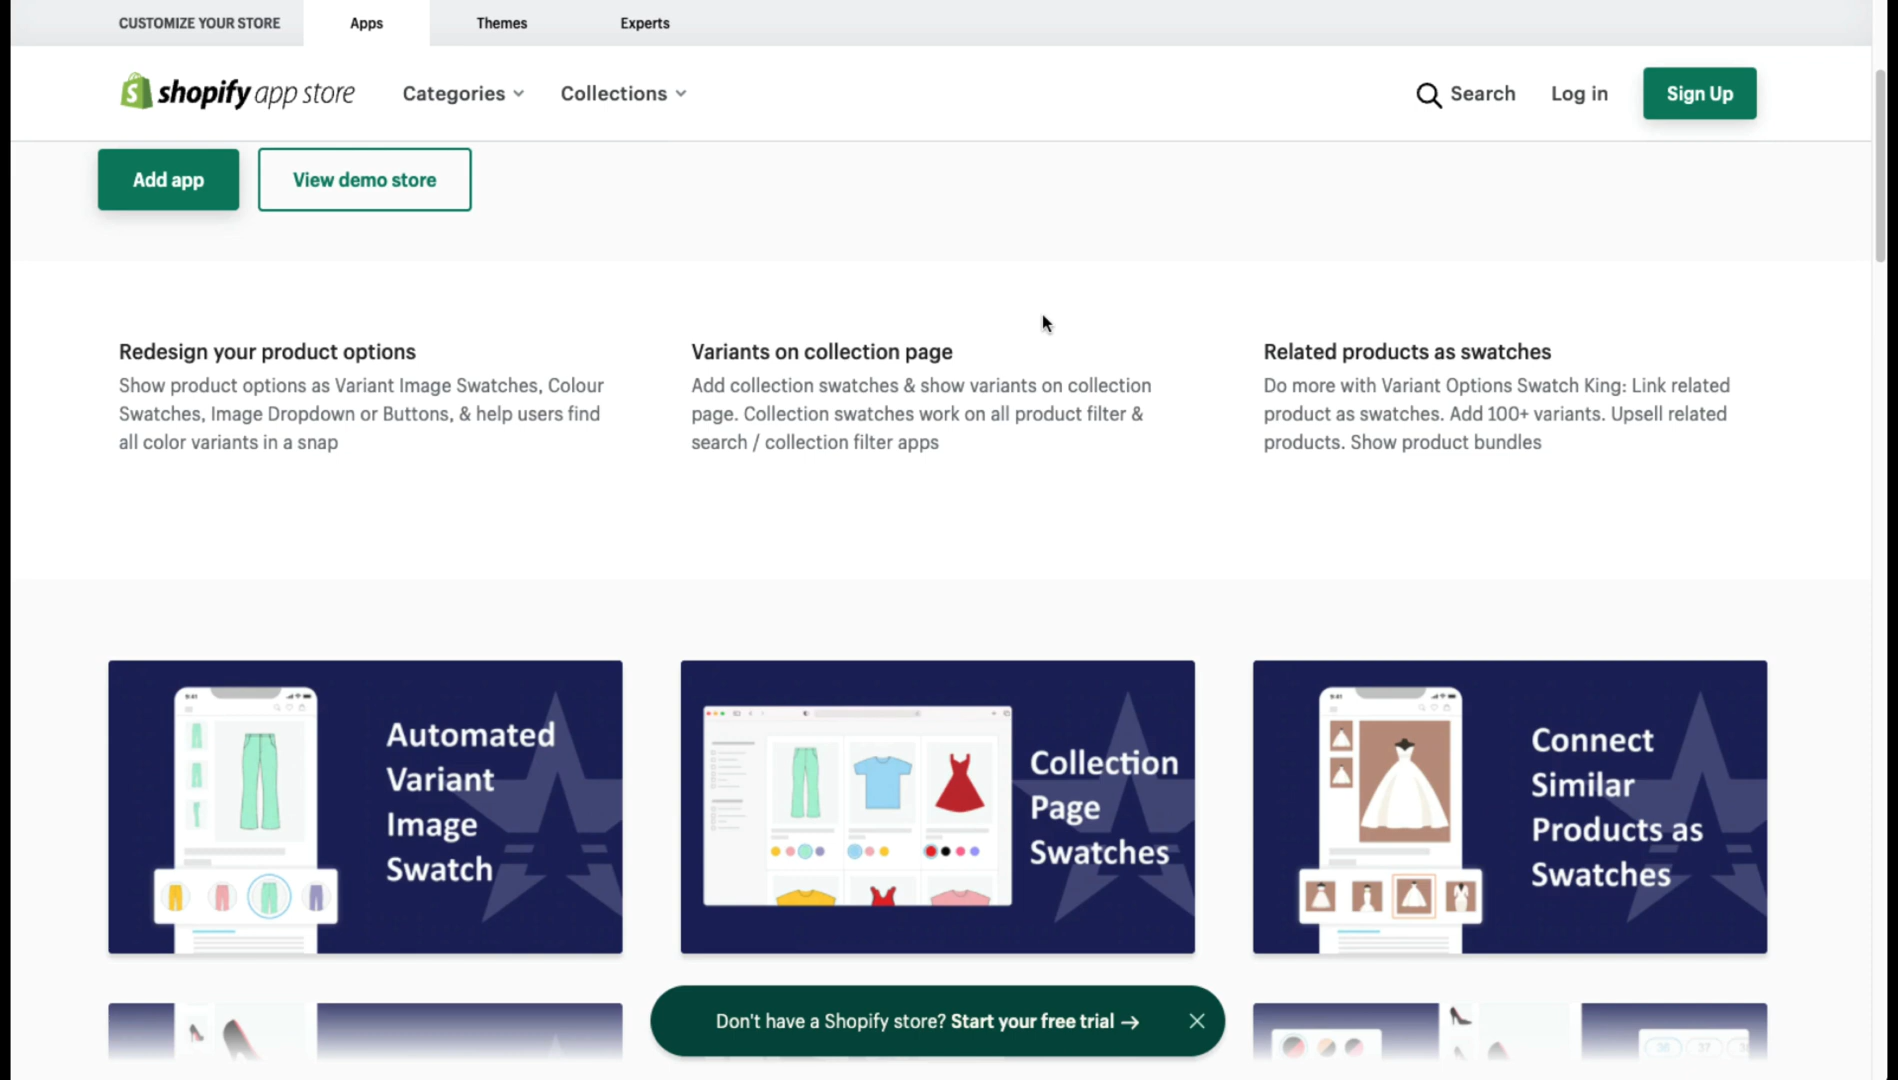 CUSTOMIZE YOUR STORE Apps Themes Experts
shopify app store Categories Collections Search Log in Sign Up
Add app View demo store
Redesign your product options
Show product options as Variant Image Swatches, Colour
Swatches, Image Dropdown or Buttons, & help users find
all color variants in a snap
Variants on collection page
Add collection swatches & show variants on collection
page. Collection swatches work on all product filter &
search / collection filter apps
Related products as swatches
Do more with Variant Options Swatch King: Link related
product as swatches. Add 100+ variants. Upsell related
products. Show product bundles
9:41
Automated
Variant
Image
Swatch
Collection
Page
Swatches
9:41
Connect
Similar
Products as
Swatches
Don't have a Shopify store? Start your free trial →
36 37